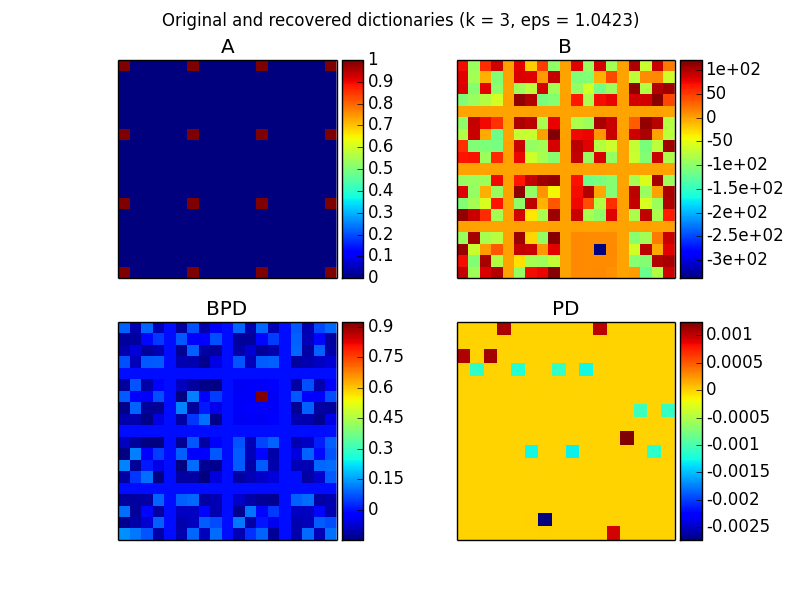 Original and recovered dictionaries (k = 3, eps = 1.0423)
A
1
0.9
0.8
0.7
0.6
0.5
0.4
0.3
0.2
0.1
0
B
1e+02
50
0
-50
-1e+02
-1.5e+02
-2e+02
-2.5e+02
-3e+02
BPD
0.9
0.75
0.6
0.45
0.3
0.15
0
PD
0.001
0.0005
0
-0.0005
-0.001
-0.0015
-0.002
-0.0025